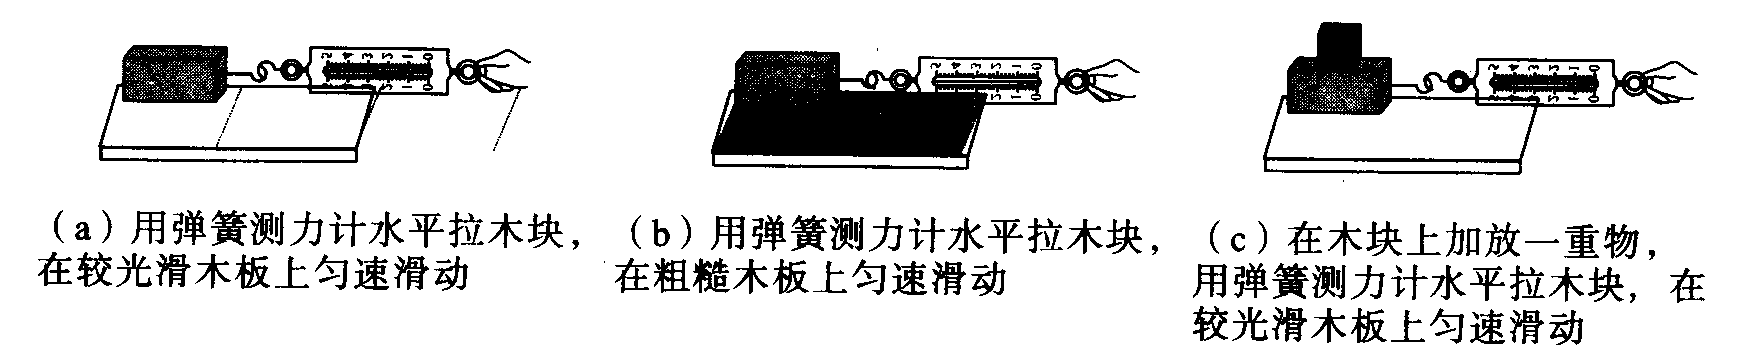 (a)用弹簧测力计水平拉木块,
在较光滑木板上匀速滑动
(b)用弹簧测力计水平拉木块,
在粗糙木板上匀速滑动
(c)在木块上加放一重物,
用弹簧测力计水平拉木块, 在
较光滑木板上匀速滑动